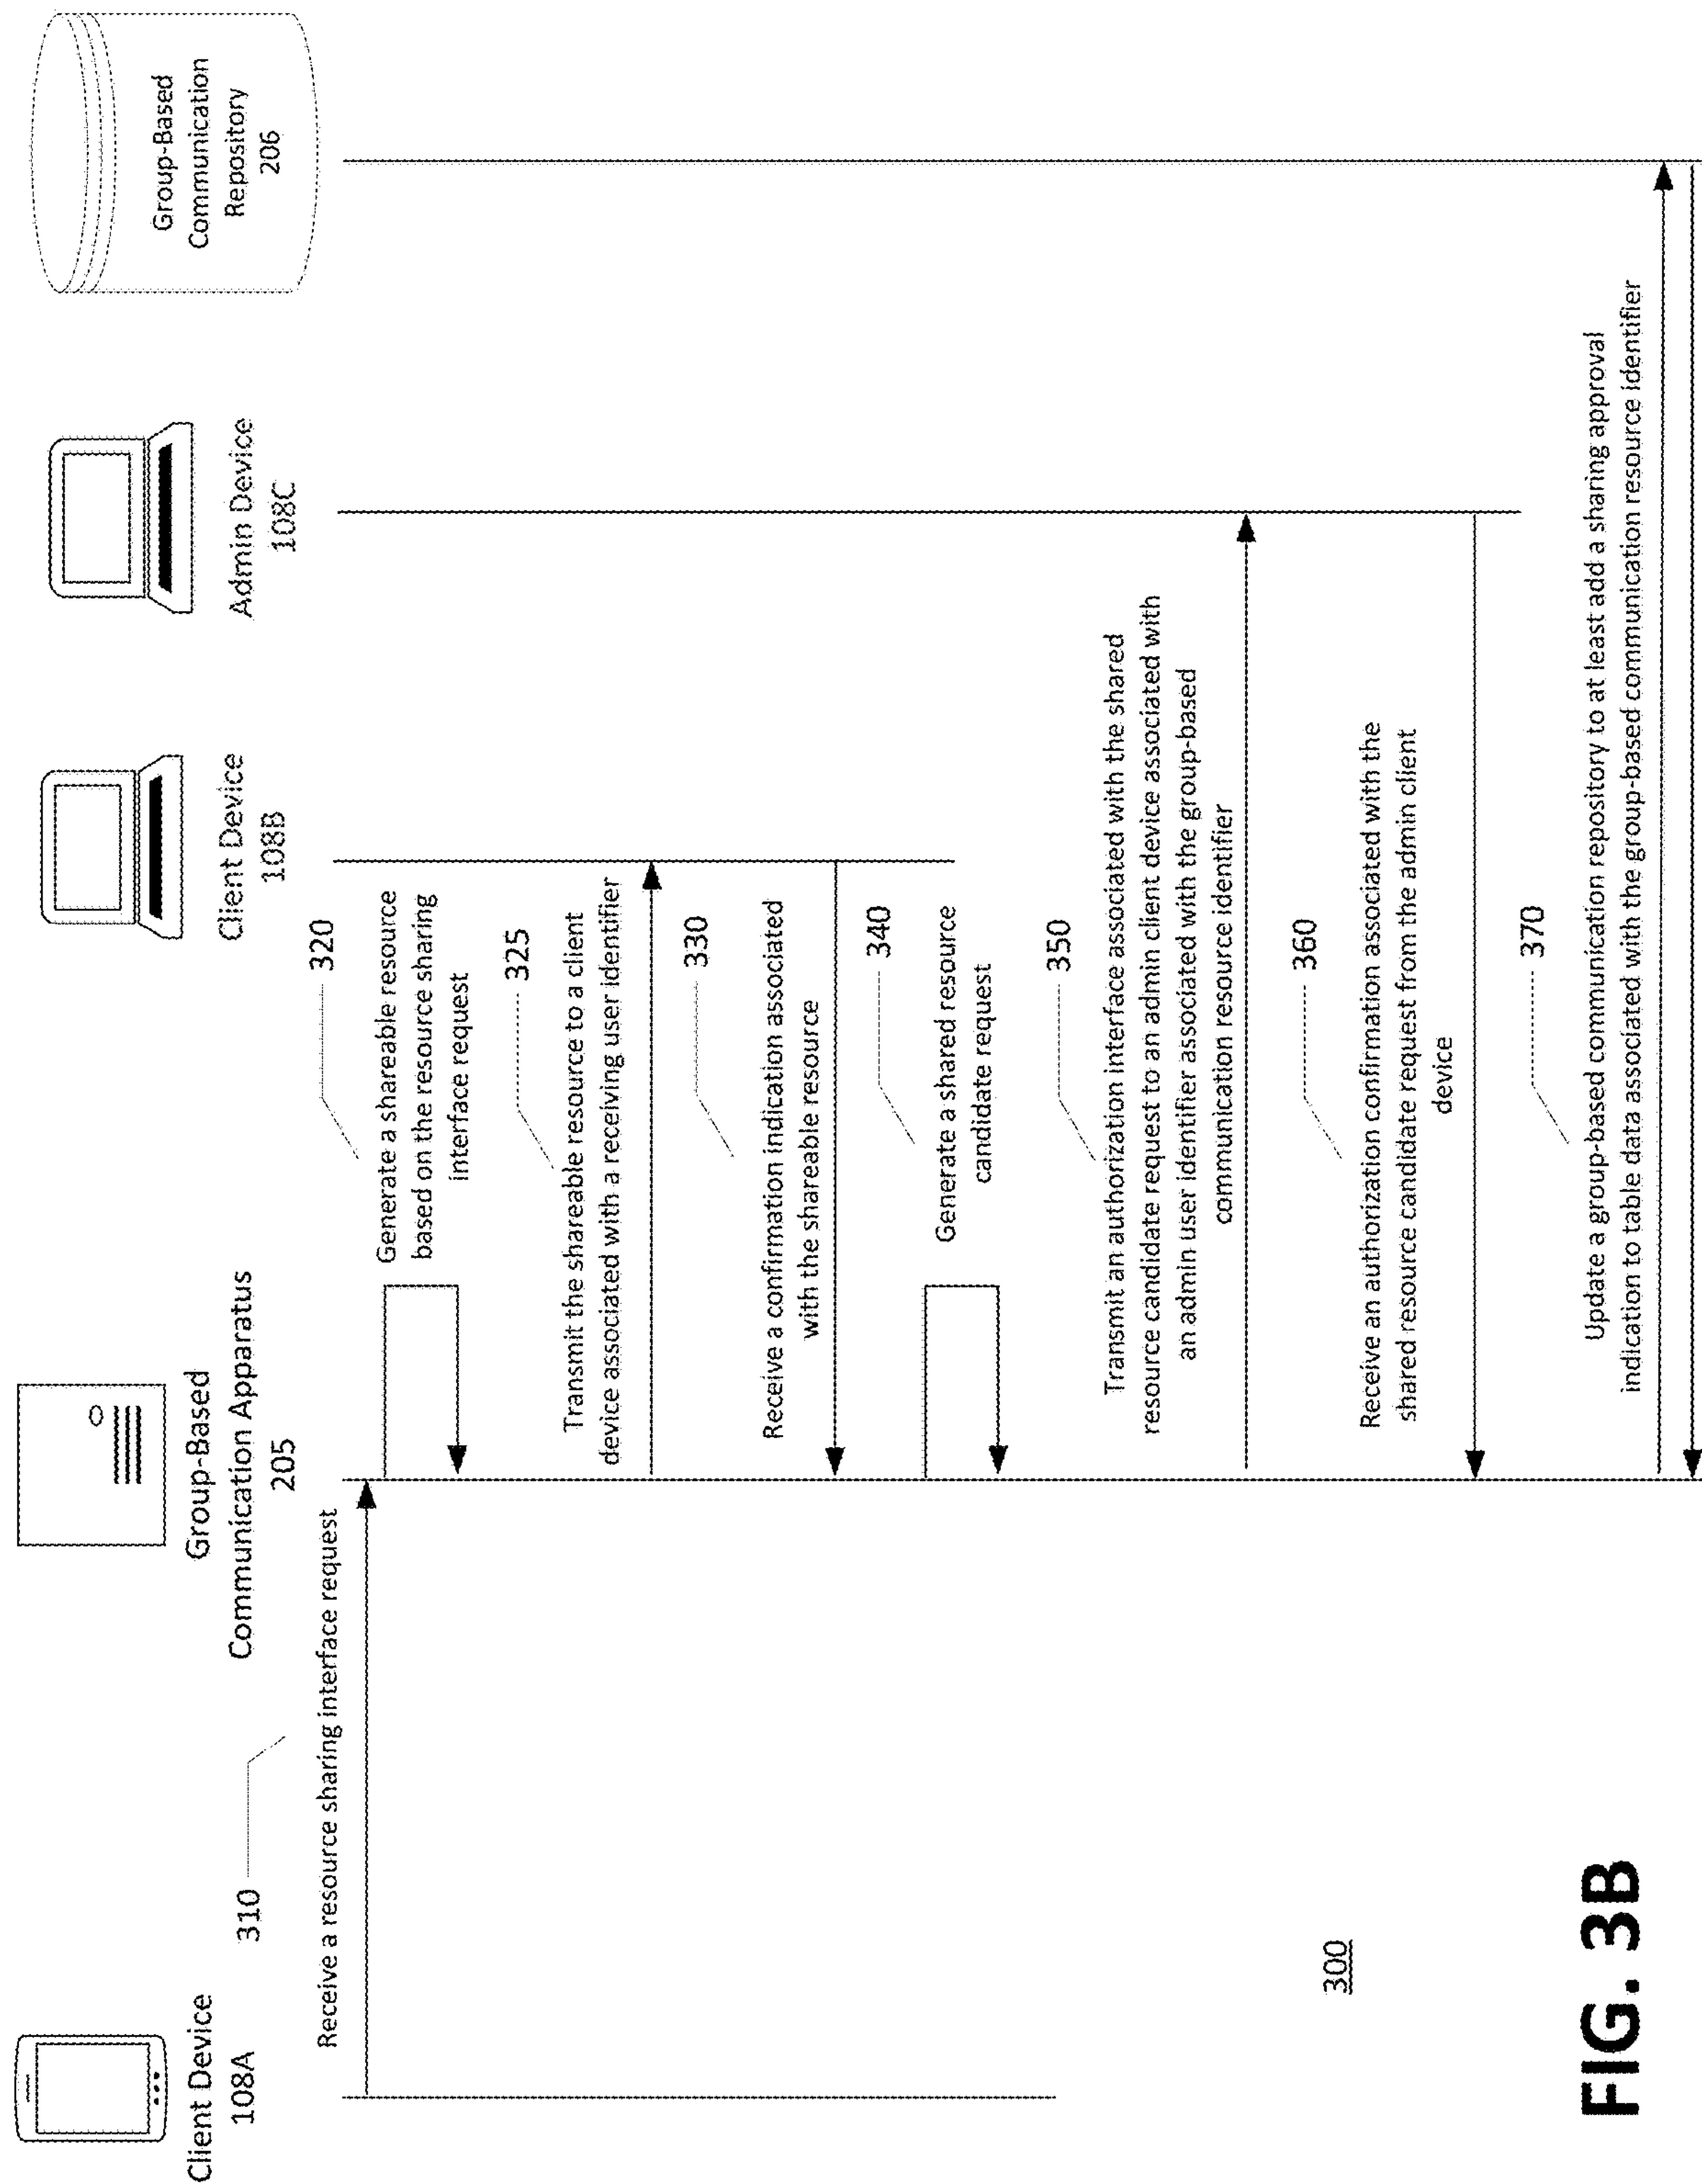 Client Device
108A
Group-Based
Communication Apparatus
205
Client Device
108B
Admin Device
108C
Group-Based
Communication
Repository
206
310
Receive a resource sharing interface request
320
Generate a shareable resource
based on the resource sharing
interface request
325
Transmit the shareable resource to a client
device associated with a receiving user identifier
330
Receive a confirmation indication associated
with the shareable resource
340
Generate a shared resource
candidate request
350
Transmit an authorization interface associated with the shared
resource candidate request to an admin client device associated with
an admin user identifier associated with the group-based
communication resource identifier
360
Receive an authorization confirmation associated with the
shared resource candidate request from the admin client
device
370
Update a group-based communication repository to at least add a sharing approval
indication to table data associated with the group-based communication resource identifier
300
FIG. 3B